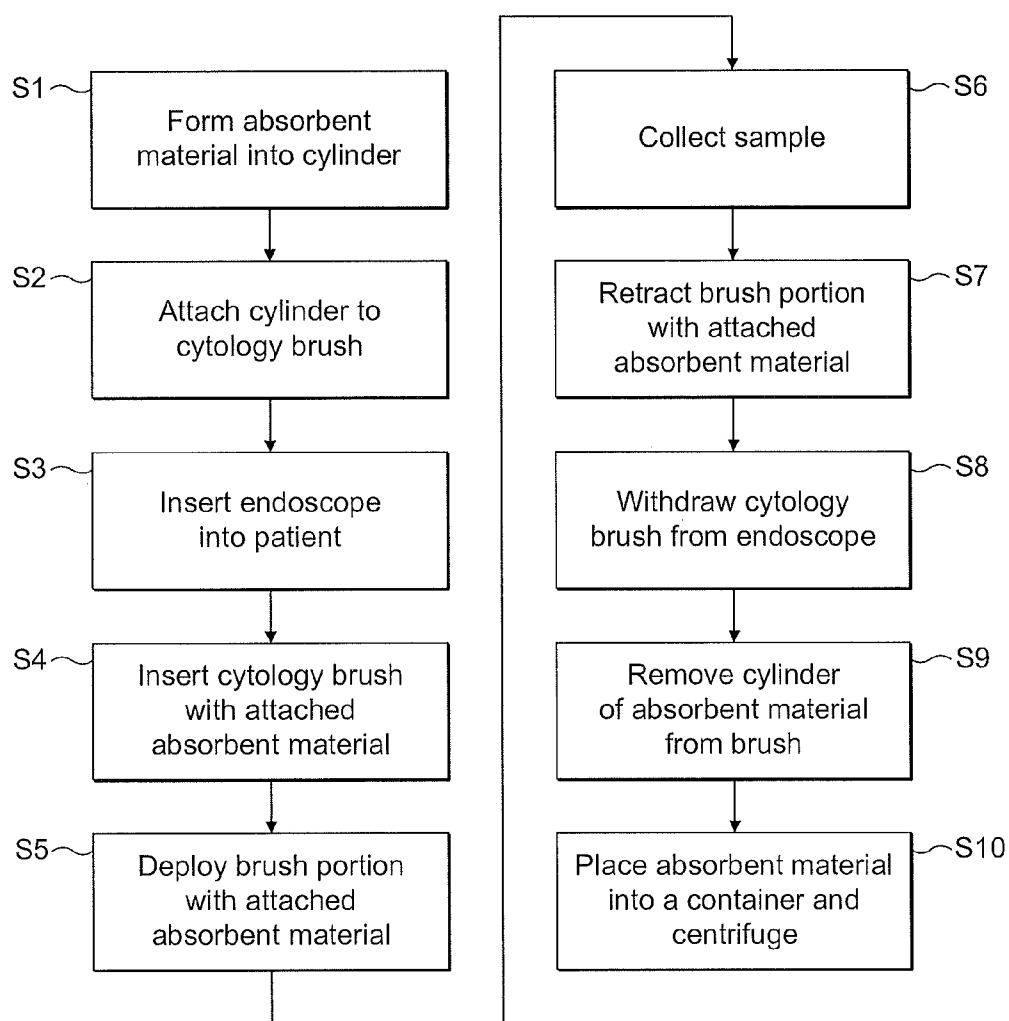 S1
Form absorbent
material into cylinder
S2
Attach cylinder to
cytology brush
S3
Insert endoscope
into patient
S4
Insert cytology brush
with attached
absorbent material
S5
Deploy brush portion
with attached
absorbent material
S6
Collect sample
S7
Retract brush portion
with attached
absorbent material
S8
Withdraw cytology
brush from endoscope
S9
Remove cylinder
of absorbent material
from brush
S10
Place absorbent material
into a container and
centrifuge